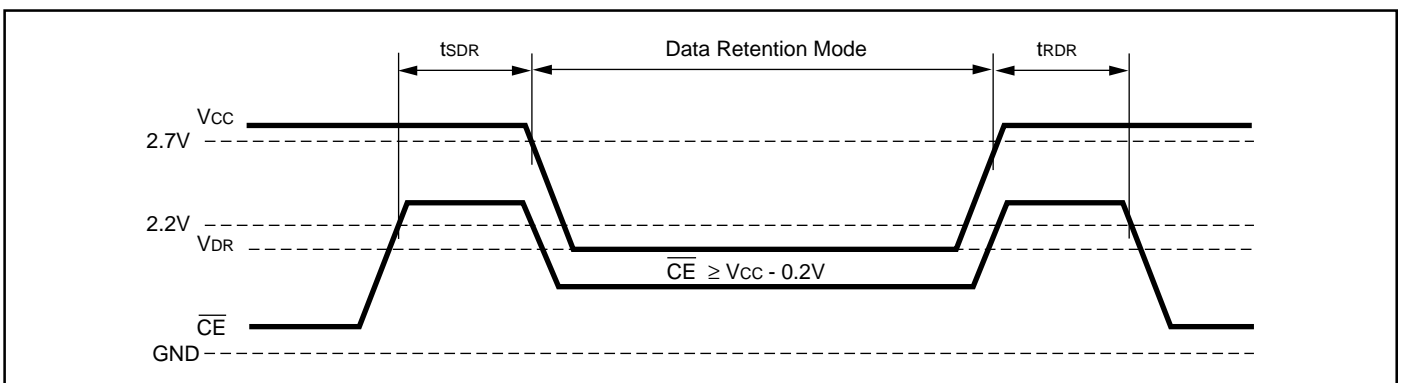 tSDR Data Retention Mode tRDR
VCC
2.7V
2.2V
VDR
CE ≥ VCC - 0.2V
CE
GND